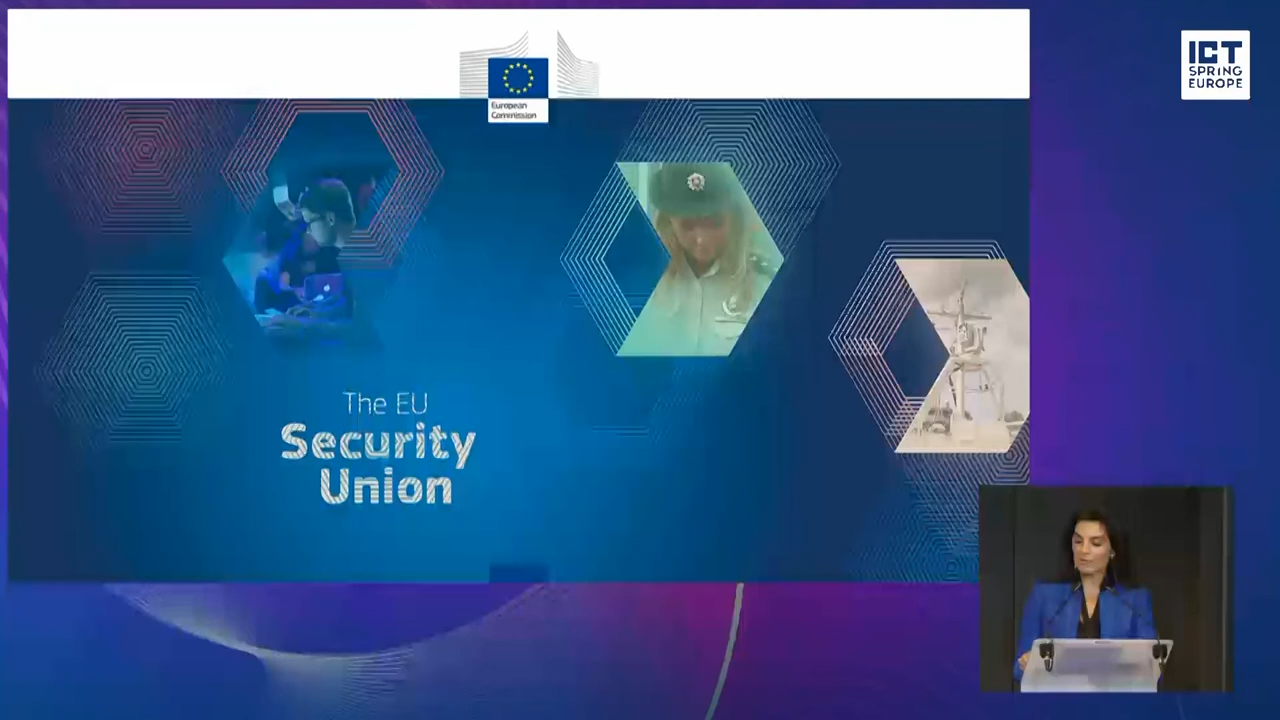 European
Commission
ICT
SPRING
EUROPE
The EU
Security
Union